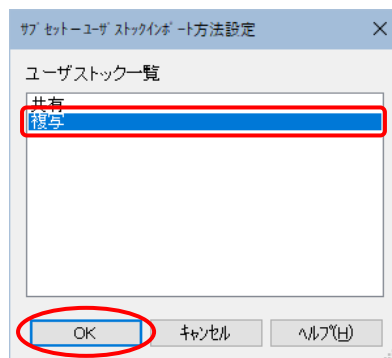 ｻﾌﾞｾｯﾄーﾕｰｻﾞｽﾄｯｸｲﾝﾎﾟｰﾄ方法設定
ユーザストック一覧
共有
複写
OK
ｷｬﾝｾﾙ
ﾍﾙﾌﾟ(H)